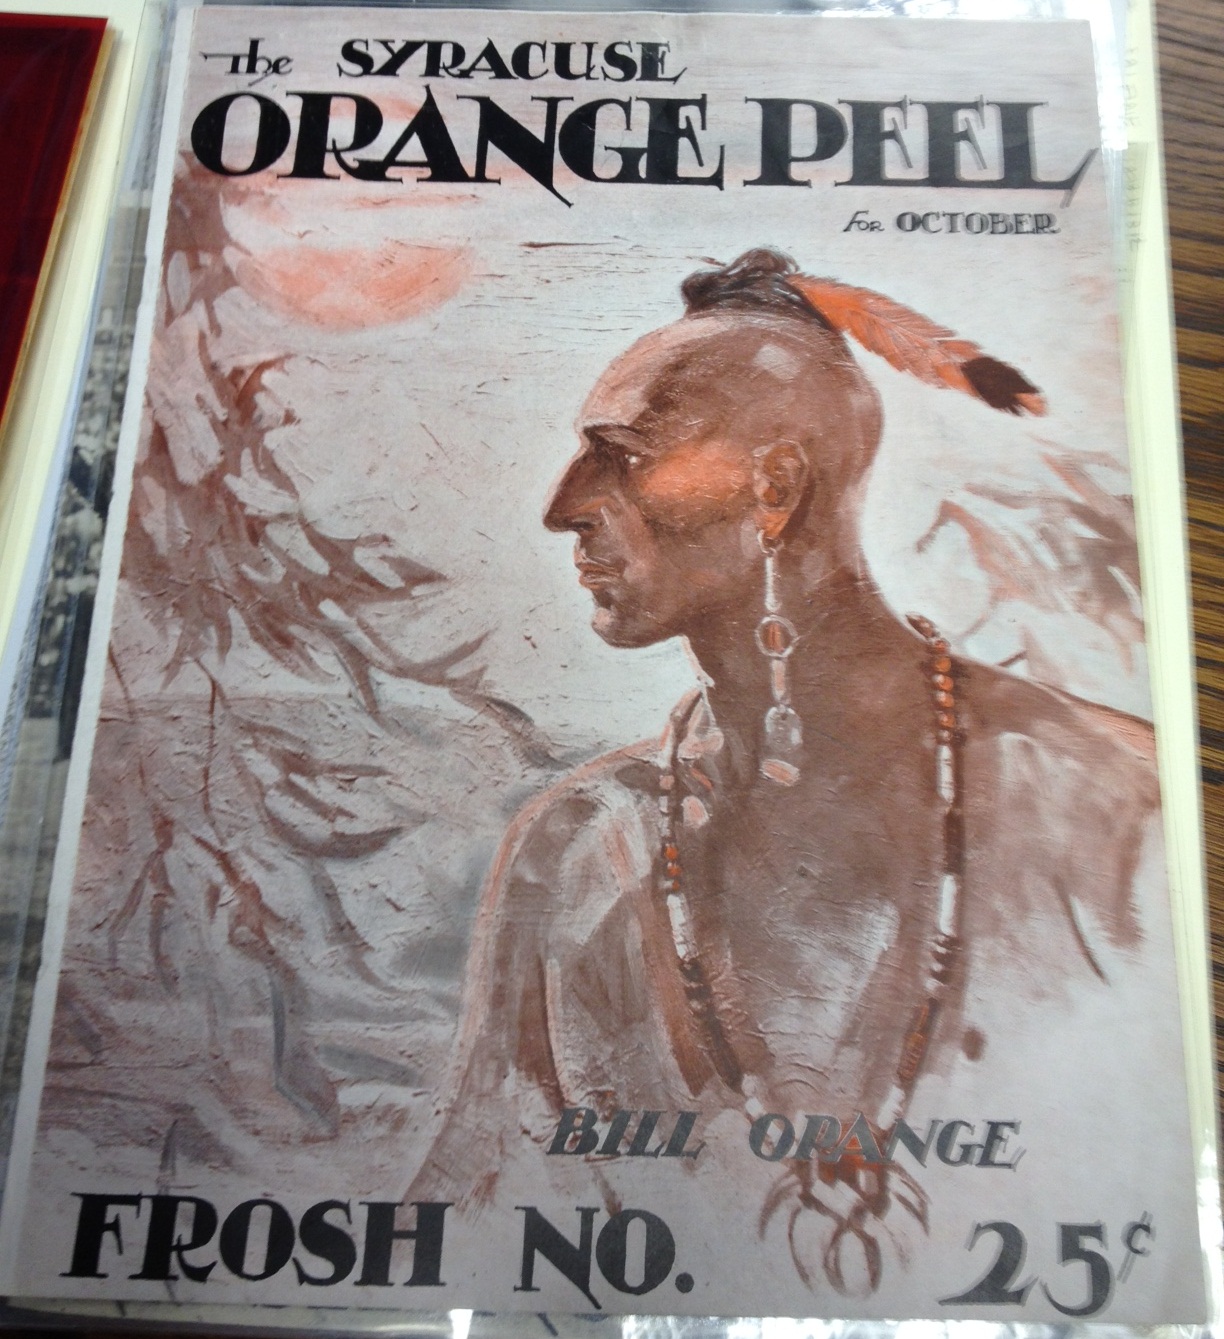 The SYRACUSE
ORANGE PEEL
FOR OCTOBER
BILL ORANGE
FROSH NO.
25¢